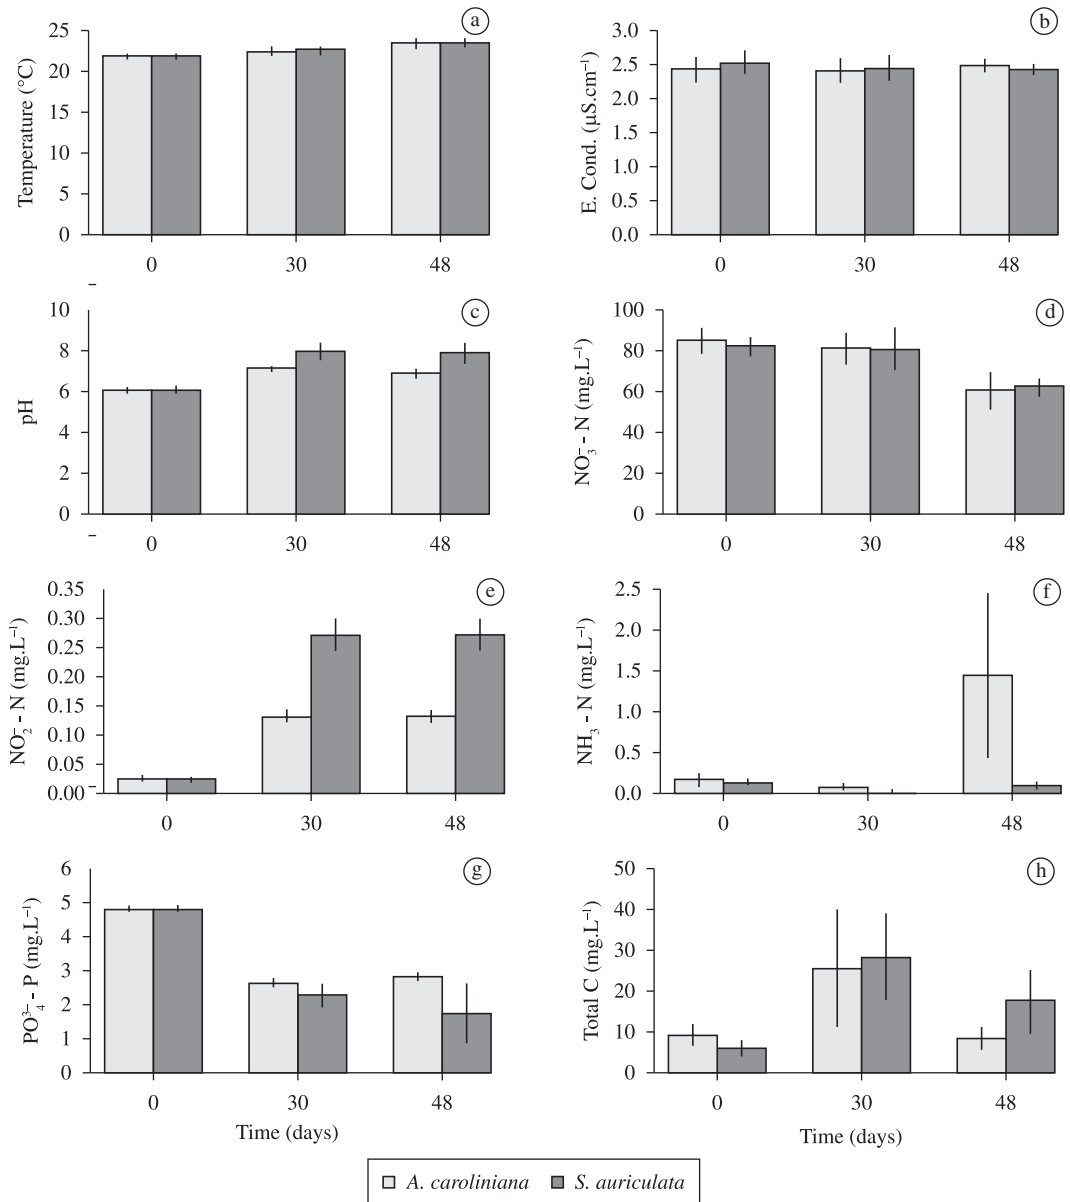 a
Temperature (°C)
25
20
15
10
5
0
0 30 48
b
E. Cond. (µS.cm⁻¹)
3.0
2.5
2.0
1.5
1.0
0.5
0.0
0 30 48
c
pH
10
8
6
4
2
0
0 30 48
d
NO₃⁻ - N (mg.L⁻¹)
100
80
60
40
20
0
0 30 48
e
NO₂⁻ - N (mg.L⁻¹)
0.35
0.30
0.25
0.20
0.15
0.10
0.05
0.00
0 30 48
f
NH₃ - N (mg.L⁻¹)
2.5
2.0
1.5
1.0
0.5
0.0
0 30 48
g
PO₄³⁻ - P (mg.L⁻¹)
6
5
4
3
2
1
0
0 30 48
Time (days)
h
Total C (mg.L⁻¹)
50
40
30
20
10
0
0 30 48
Time (days)
A. caroliniana S. auriculata